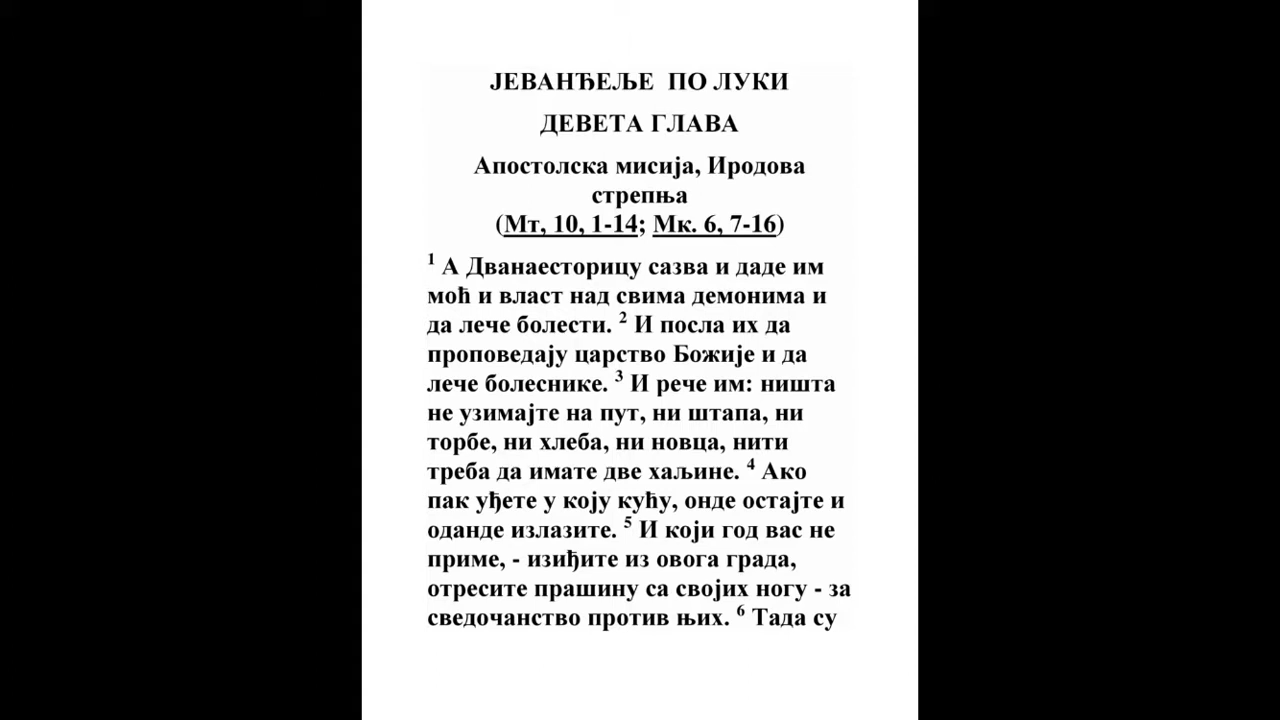 ЈЕВАНЂЕЉЕ ПО ЛУКИ
ДЕВЕТА ГЛАВА
Апостолска мисија, Иродова
стрепња
(Мт, 10, 1-14; Мк. 6, 7-16)
1 А Дванаесторицу сазва и даде им
моћ и власт над свима демонима и
да лече болести. 2 И посла их да
проповедају царство Божије и да
лече болеснике. 3 И рече им: ништа
не узимајте на пут, ни штапа, ни
торбе, ни хлеба, ни новца, нити
треба да имате две хаљине. 4 Ако
пак уђете у коју кућу, онде остајте и
оданде излазите. 5 И који год вас не
приме, - изиђите из овога града,
отресите прашину са својих ногу - за
сведочанство против њих. 6 Тада су